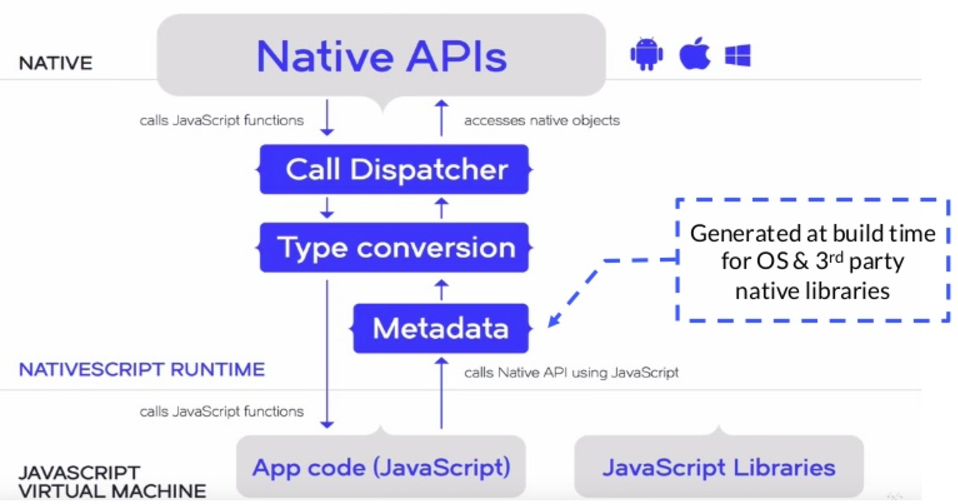 Native APIs
NATIVE
calls JavaScript functions
accesses native objects
Call Dispatcher
Type conversion
Generated at build time
for OS & 3rd party
native libraries
Metadata
NATIVESCRIPT RUNTIME
calls Native API using JavaScript
calls JavaScript functions
App code (JavaScript)
JavaScript Libraries
JAVASCRIPT
VIRTUAL MACHINE